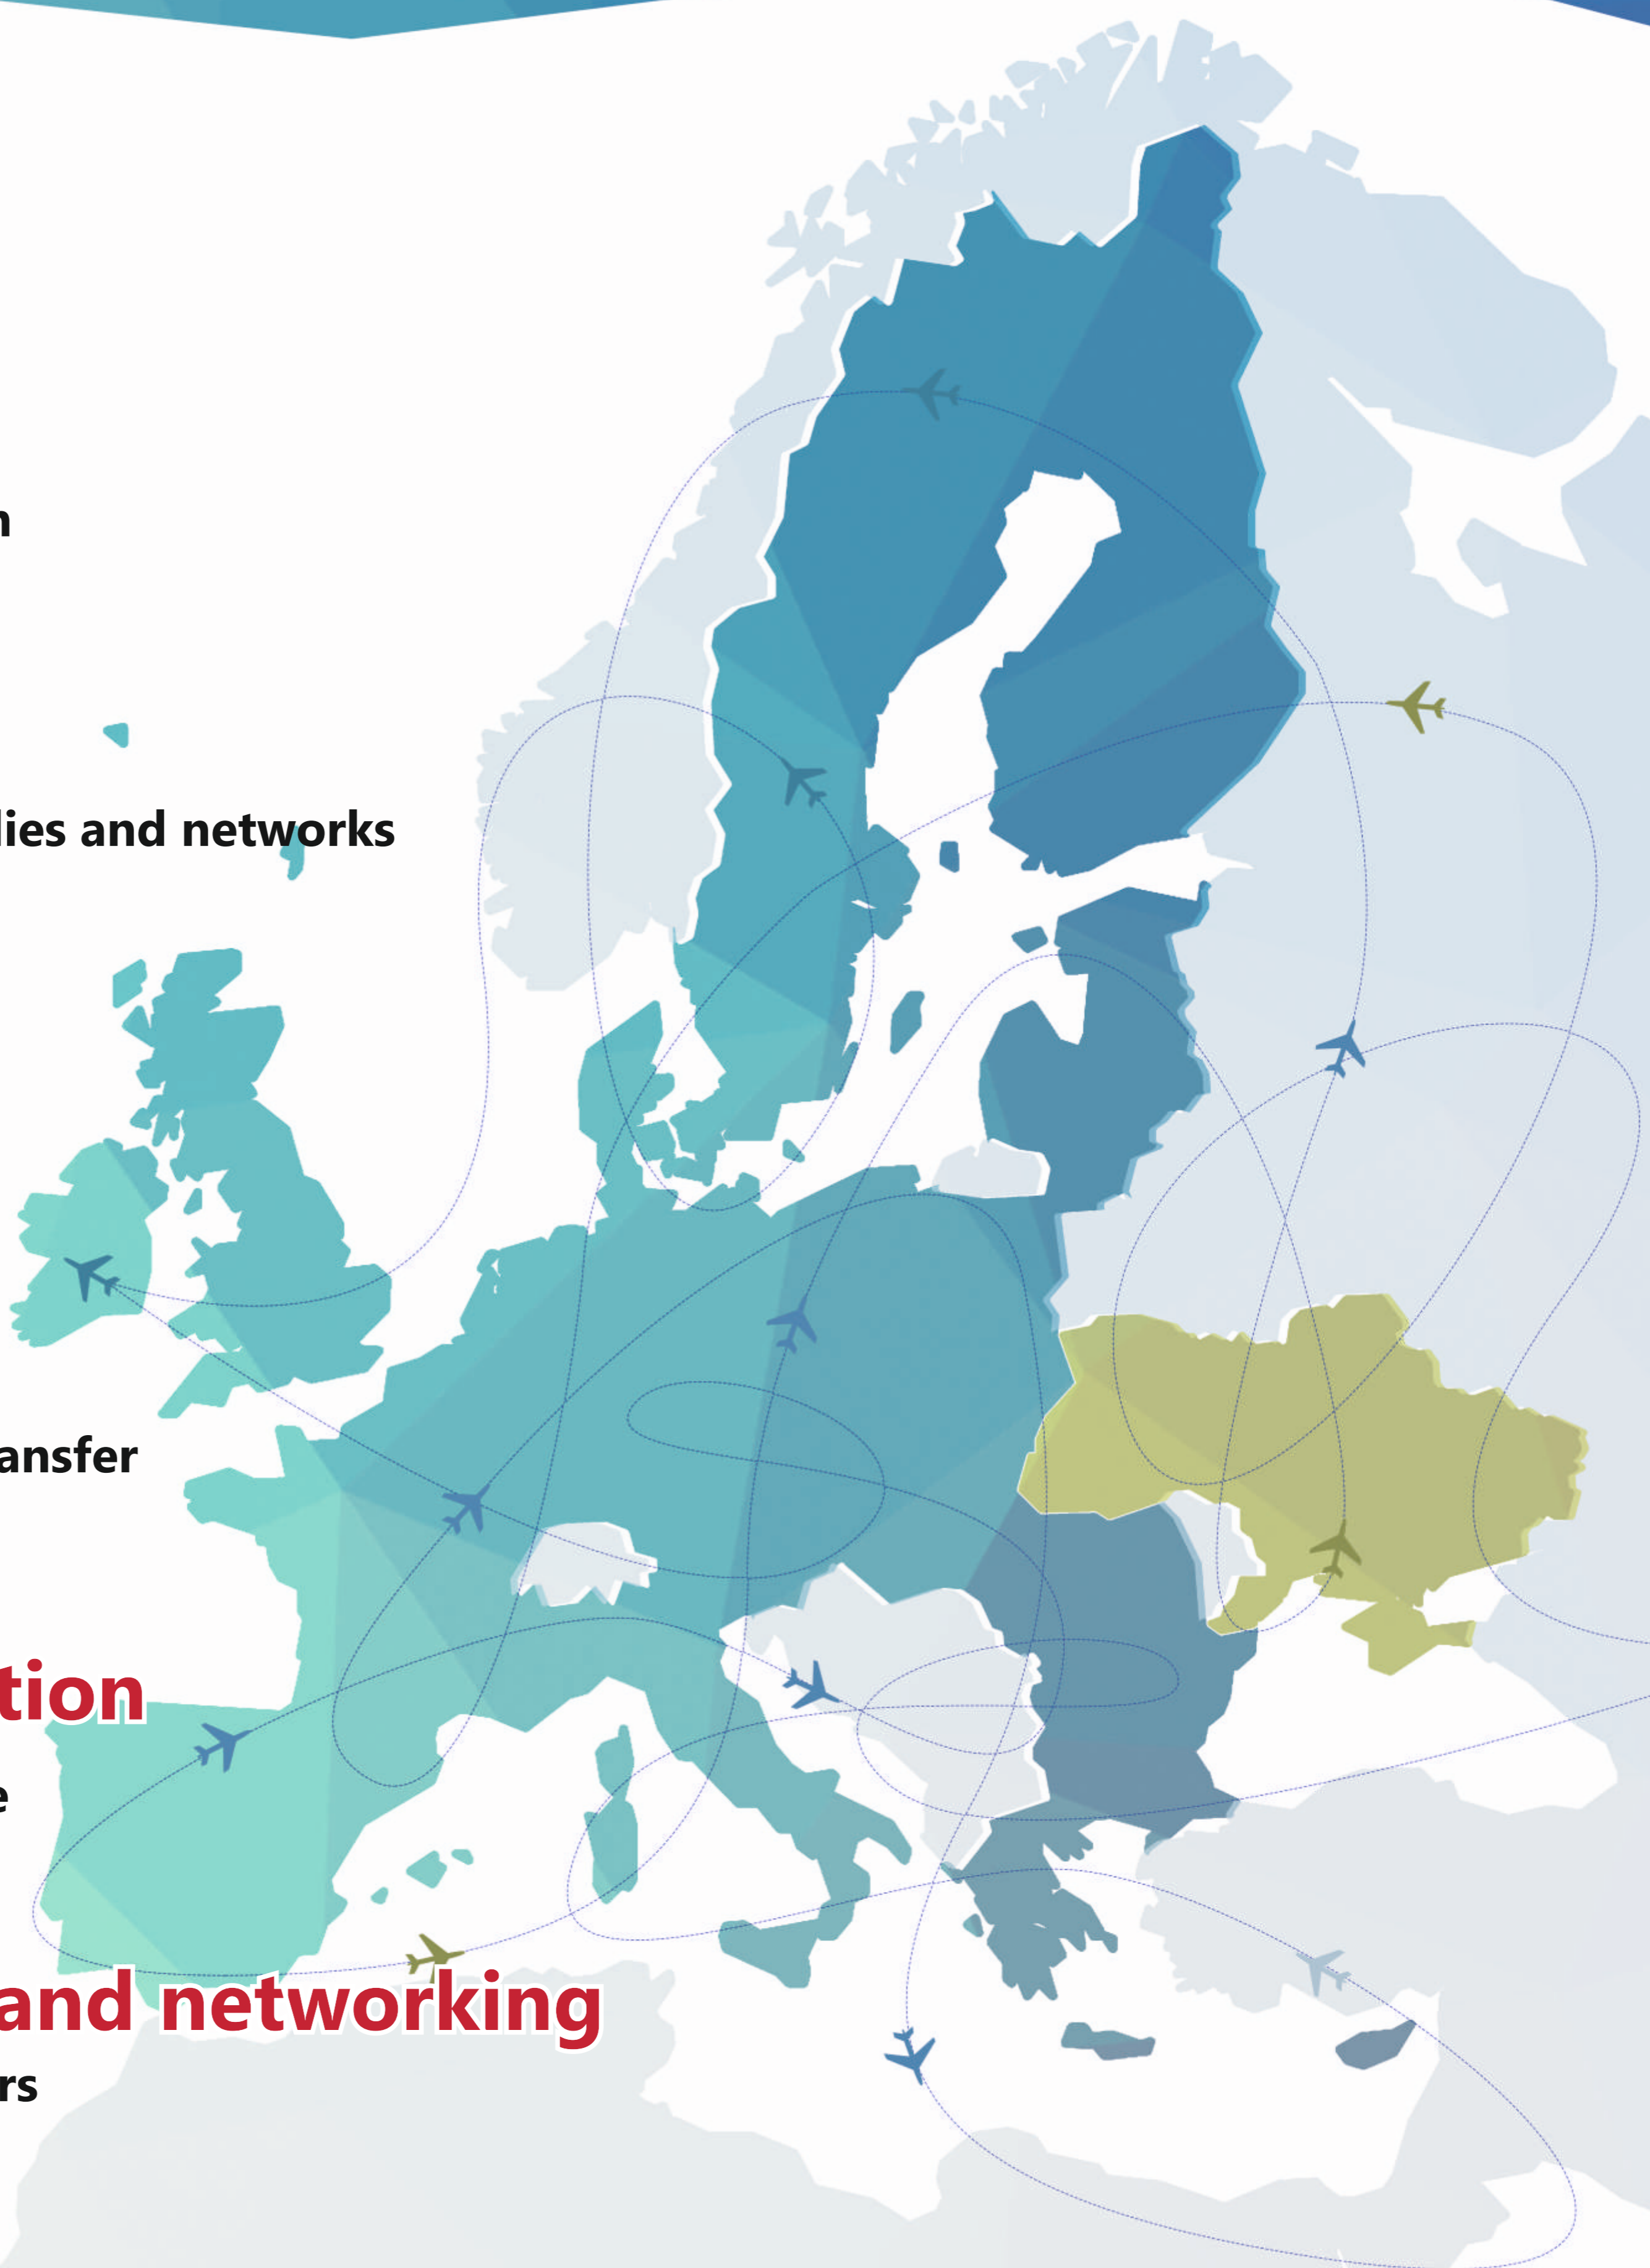 n
lies and networks
ansfer
tion
e
and networking
rs